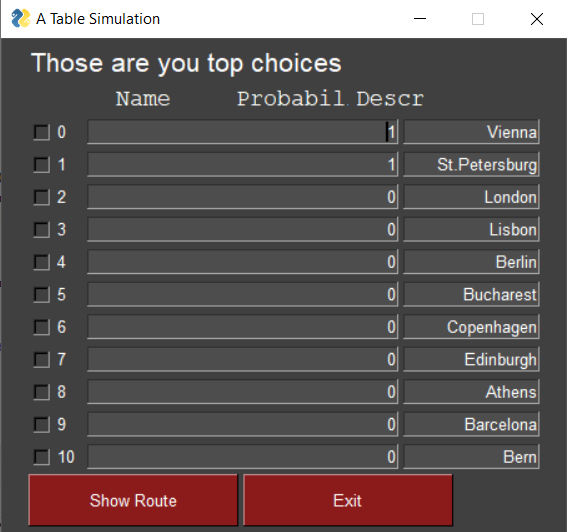 A Table Simulation
Those are you top choices
Name Probabil Descr
0 1 Vienna
1 1 St.Petersburg
2 0 London
3 0 Lisbon
4 0 Berlin
5 0 Bucharest
6 0 Copenhagen
7 0 Edinburgh
8 0 Athens
9 0 Barcelona
10 0 Bern
Show Route Exit